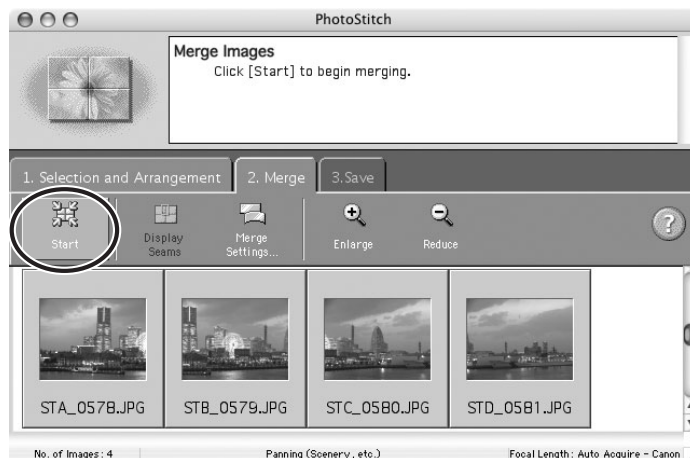 PhotoStitch
Merge Images
Click [Start] to begin merging.
1. Selection and Arrangement
2. Merge
3.Save
Start
Display
Seams
Merge
Settings...
Enlarge
Reduce
?
STA_0578.JPG
STB_0579.JPG
STC_0580.JPG
STD_0581.JPG
No. of Images: 4
Panning (Scenery, etc.)
Focal Length: Auto Acquire - Canon